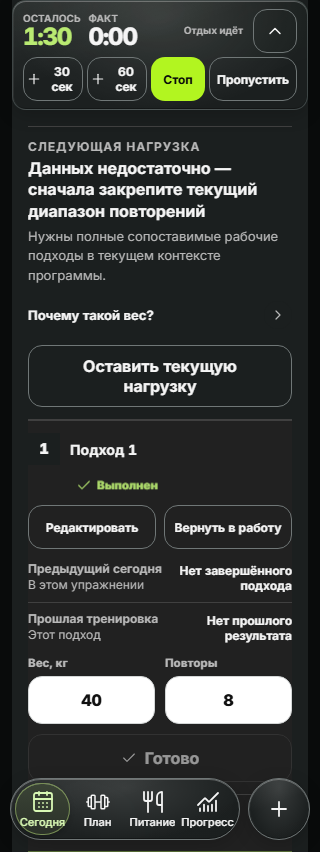 ОСТАЛОСЬ ФАКТ
1:30 0:00
Отдых идёт
+ 30 сек
+ 60 сек
Стоп
Пропустить
СЛЕДУЮЩАЯ НАГРУЗКА
Данных недостаточно —
сначала закрепите текущий
диапазон повторений
Нужны полные сопоставимые рабочие
подходы в текущем контексте
программы.
Почему такой вес?
Оставить текущую
нагрузку
1 Подход 1
Выполнен
Редактировать
Вернуть в работу
Предыдущий сегодня
В этом упражнении
Нет завершённого
подхода
Прошлая тренировка
Этот подход
Нет прошлого
результата
Вес, кг
Повторы
40
8
Готово
Сегодня
План
Питание
Прогресс
+